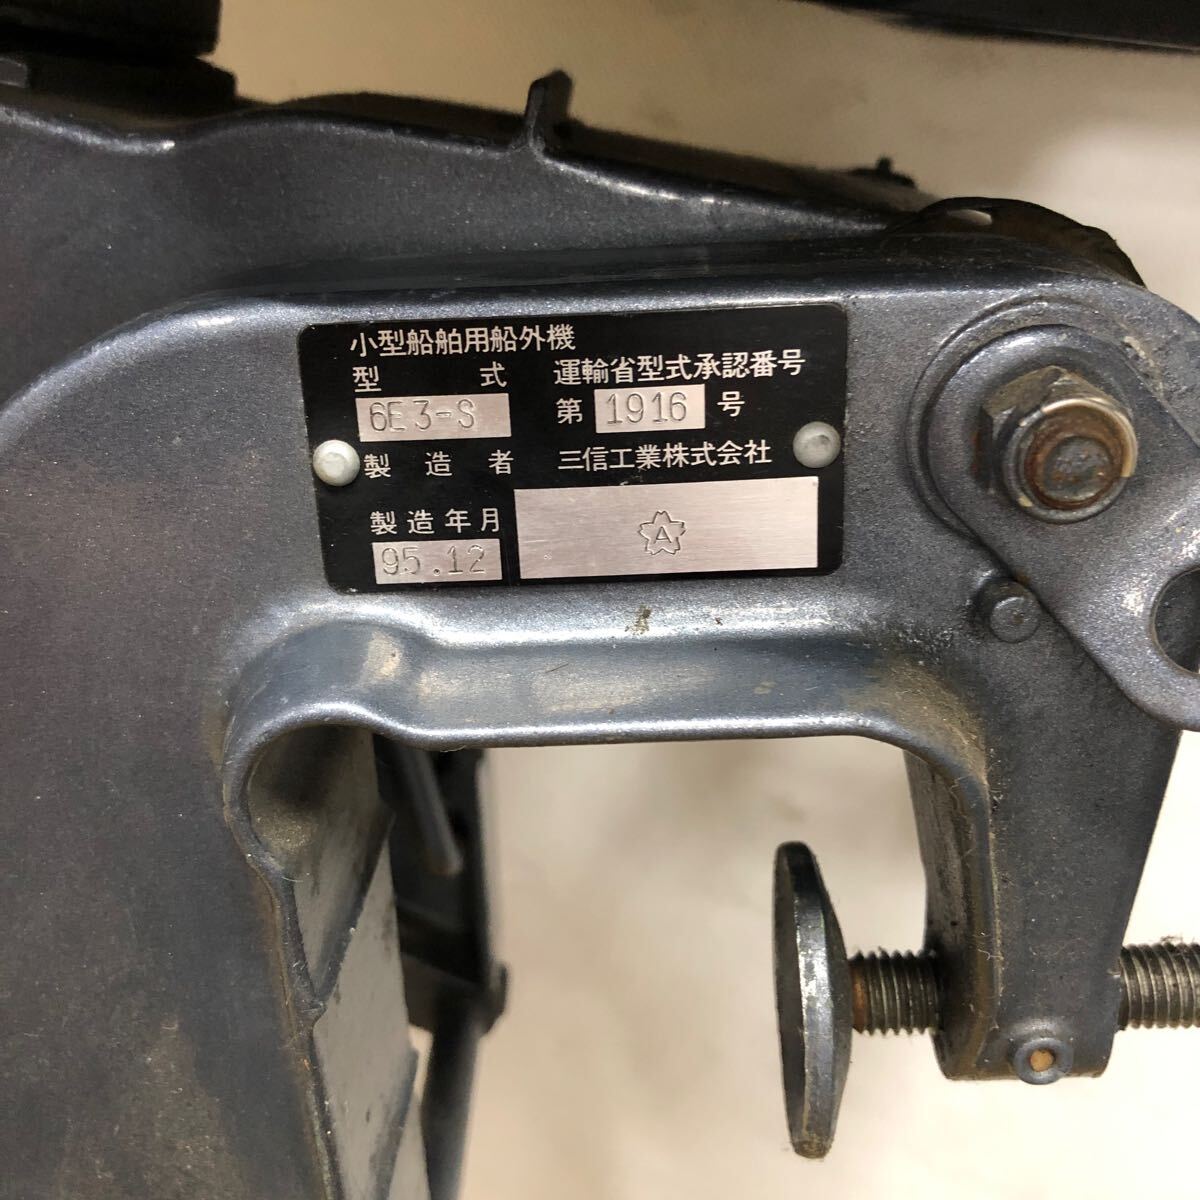 小型船舶用船外機
型式 運輸省型式承認番号
6E3-S 第 1916 号
製造者 三信工業株式会社
製造年月
95.12
A